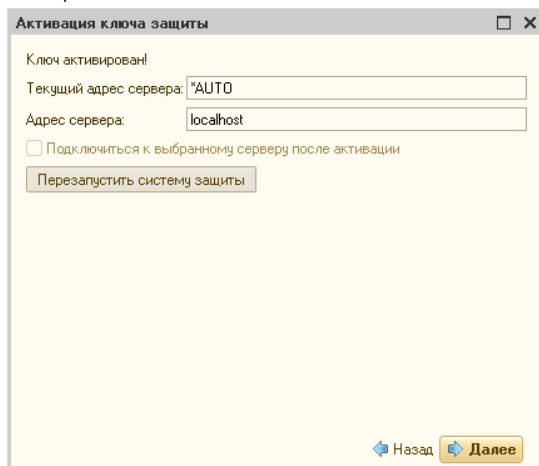 Активация ключа защиты
Ключ активирован!
Текущий адрес сервера: *AUTO
Адрес сервера: localhost
Подключиться к выбранному серверу после активации
Перезапустить систему защиты
Назад Далее